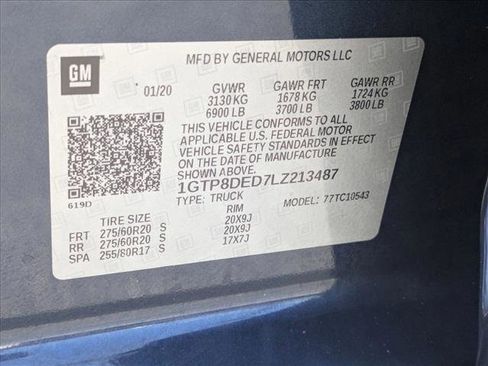 MFD BY GENERAL MOTORS LLC
GM
01/20 GVWR GAWR FRT GAWR RR
3130 KG 1678 KG 1724 KG
6900 LB 3700 LB 3800 LB
THIS VEHICLE CONFORMS TO ALL
APPLICABLE U.S. FEDERAL MOTOR
VEHICLE SAFETY STANDARDS IN EFFECT
ON THE DATE OF MANUFACTURE
SHOWN ABOVE.
1GTP8DED7LZ213487
619D TYPE: TRUCK MODEL: 77TC10543
TIRE SIZE RIM
FRT 275/60R20 S 20X9J
RR 275/60R20 S 20X9J
SPA 255/80R17 S 17X7J